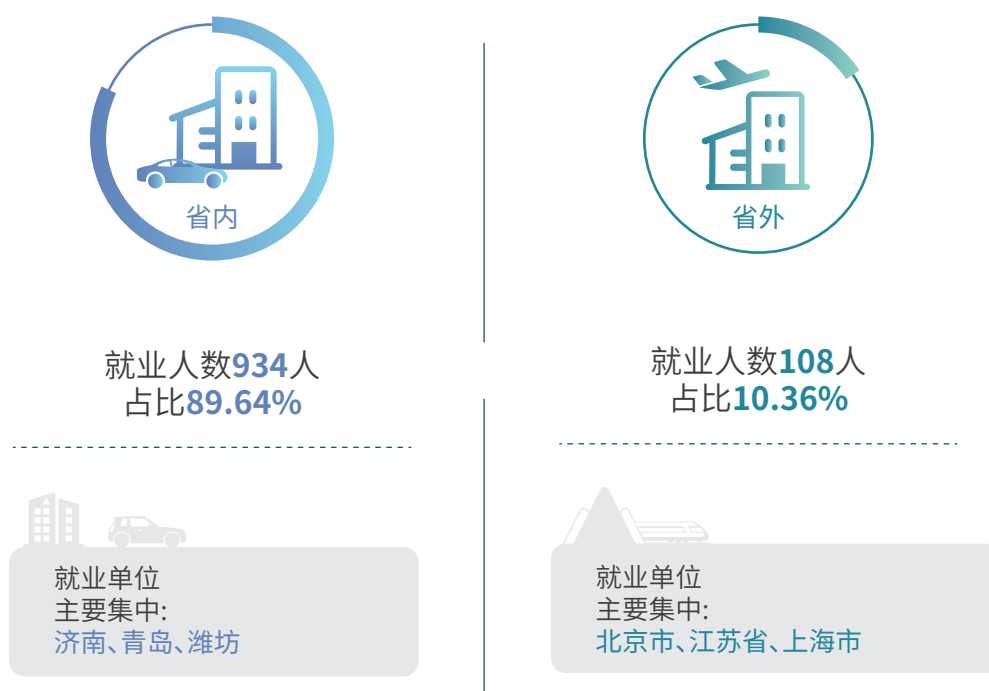 省内
就业人数934人
占比89.64%
就业单位
主要集中:
济南、青岛、潍坊
省外
就业人数108人
占比10.36%
就业单位
主要集中:
北京市、江苏省、上海市